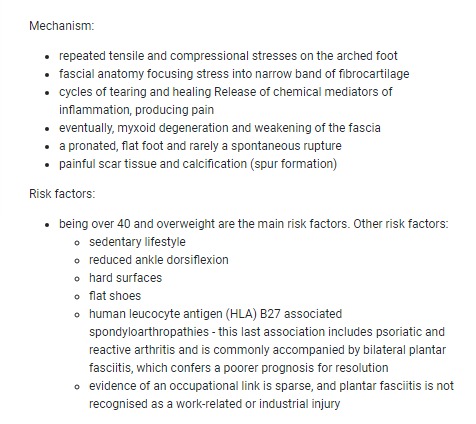 Mechanism:
• repeated tensile and compressional stresses on the arched foot
• fascial anatomy focusing stress into narrow band of fibrocartilage
• cycles of tearing and healing Release of chemical mediators of
inflammation, producing pain
• eventually, myxoid degeneration and weakening of the fascia
• a pronated, flat foot and rarely a spontaneous rupture
• painful scar tissue and calcification (spur formation)
Risk factors:
• being over 40 and overweight are the main risk factors. Other risk factors:
◦ sedentary lifestyle
◦ reduced ankle dorsiflexion
◦ hard surfaces
◦ flat shoes
◦ human leucocyte antigen (HLA) B27 associated
spondyloarthropathies - this last association includes psoriatic and
reactive arthritis and is commonly accompanied by bilateral plantar
fasciitis, which confers a poorer prognosis for resolution
◦ evidence of an occupational link is sparse, and plantar fasciitis is not
recognised as a work-related or industrial injury